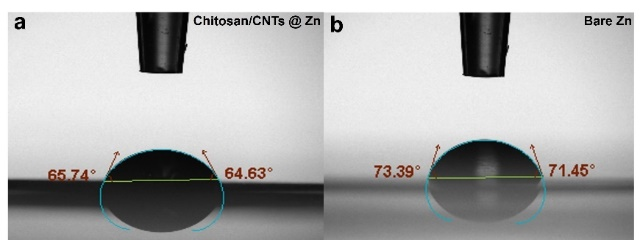 a
Chitosan/CNTs @ Zn
65.74°
64.63°
b
Bare Zn
73.39°
71.45°